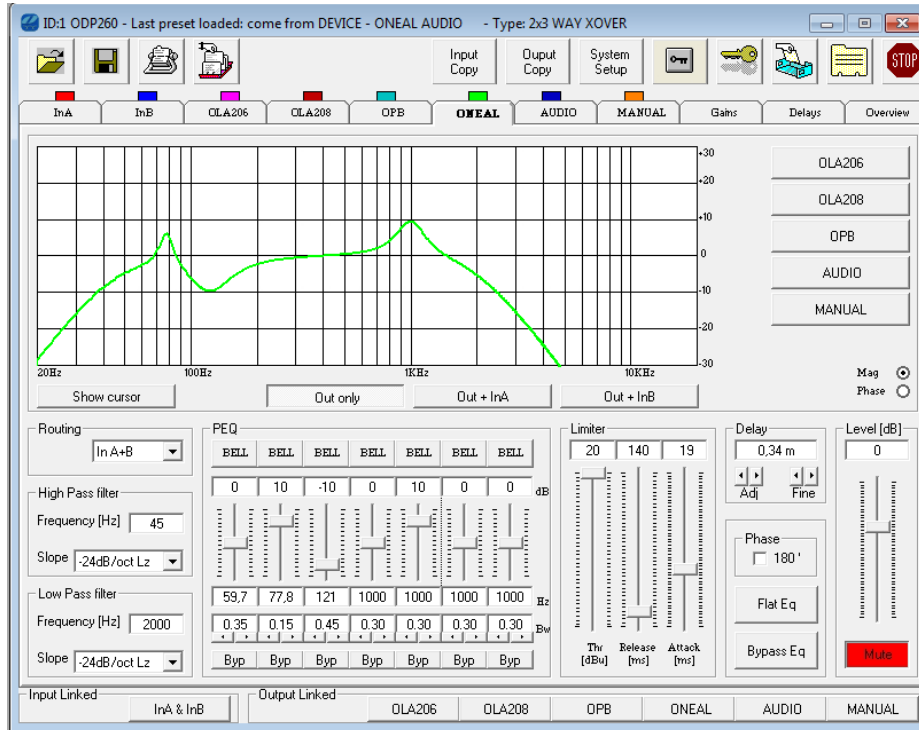 ID:1 ODP260 - Last preset loaded: come from DEVICE - ONEAL AUDIO - Type: 2x3 WAY XOVER
Input Copy
Ouput Copy
System Setup
STOP
InA InB OLA206 OLA208 OPB ONEAL AUDIO MANUAL Gains Delays Overview
+30
+20
+10
0
-10
-20
-30
20Hz 100Hz 1KHz 10KHz
OLA206
OLA208
OPB
AUDIO
MANUAL
Mag
Phase
Show cursor Out only Out + InA Out + InB
Routing
In A+B
High Pass filter
Frequency [Hz] 45
Slope -24dB/oct Lz
Low Pass filter
Frequency [Hz] 2000
Slope -24dB/oct Lz
PEQ
BELL BELL BELL BELL BELL BELL BELL
0 10 -10 0 10 0 0 dB
59,7 77,8 121 1000 1000 1000 1000 Hz
0.35 0.15 0.45 0.30 0.30 0.30 0.30 Bw
Byp Byp Byp Byp Byp Byp Byp
Limiter
20 140 19
Thr [dBu] Release [ms] Attack [ms]
Delay
0,34 m
Adj Fine
Phase
180 '
Flat Eq
Bypass Eq
Level [dB]
0
Mute
Input Linked
InA & InB
Output Linked
OLA206 OLA208 OPB ONEAL AUDIO MANUAL